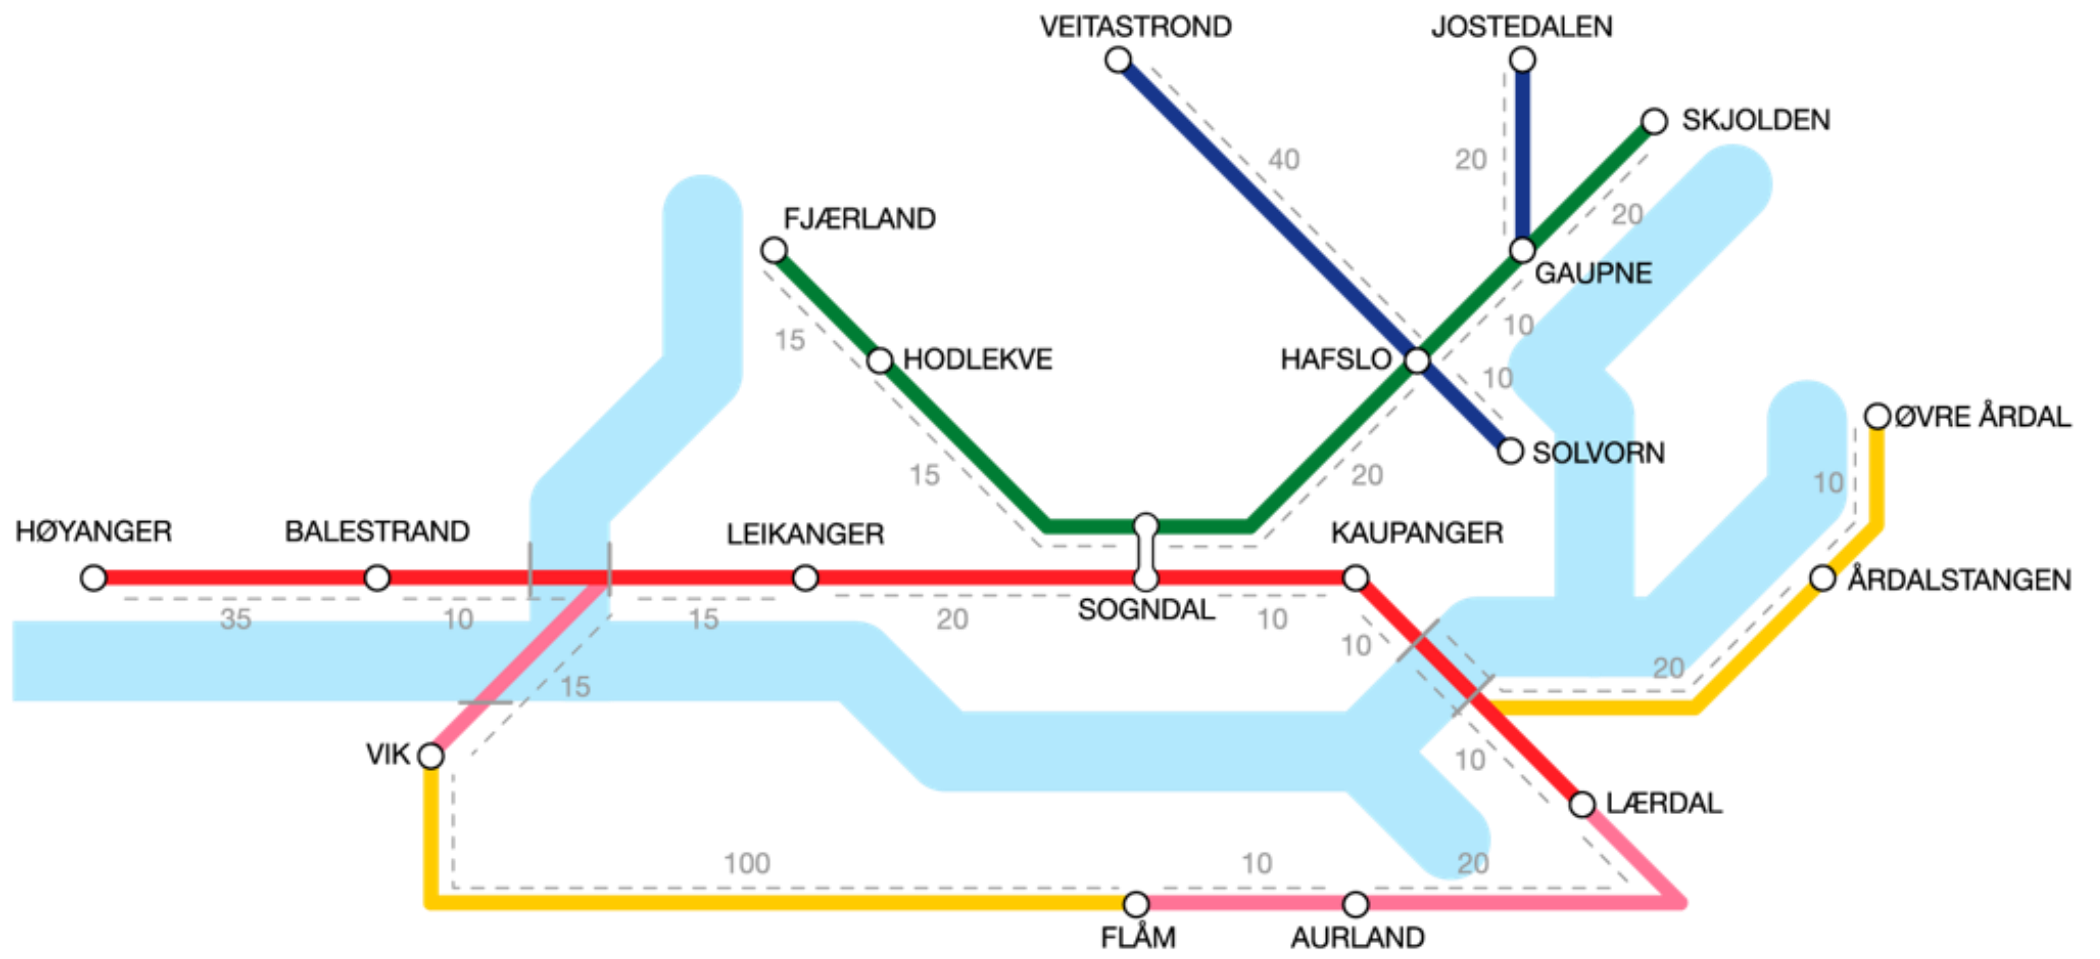 VEITASTROND
JOSTEDALEN
SKJOLDEN
40
20
20
FJÆRLAND
GAUPNE
15
10
HODLEKVE
HAFSLO
10
ØVRE ÅRDAL
SOLVORN
15
20
10
HØYANGER
BALESTRAND
LEIKANGER
KAUPANGER
ÅRDALSTANGEN
SOGNDAL
35
10
15
20
10
10
20
15
VIK
10
LÆRDAL
100
10
20
FLÅM
AURLAND